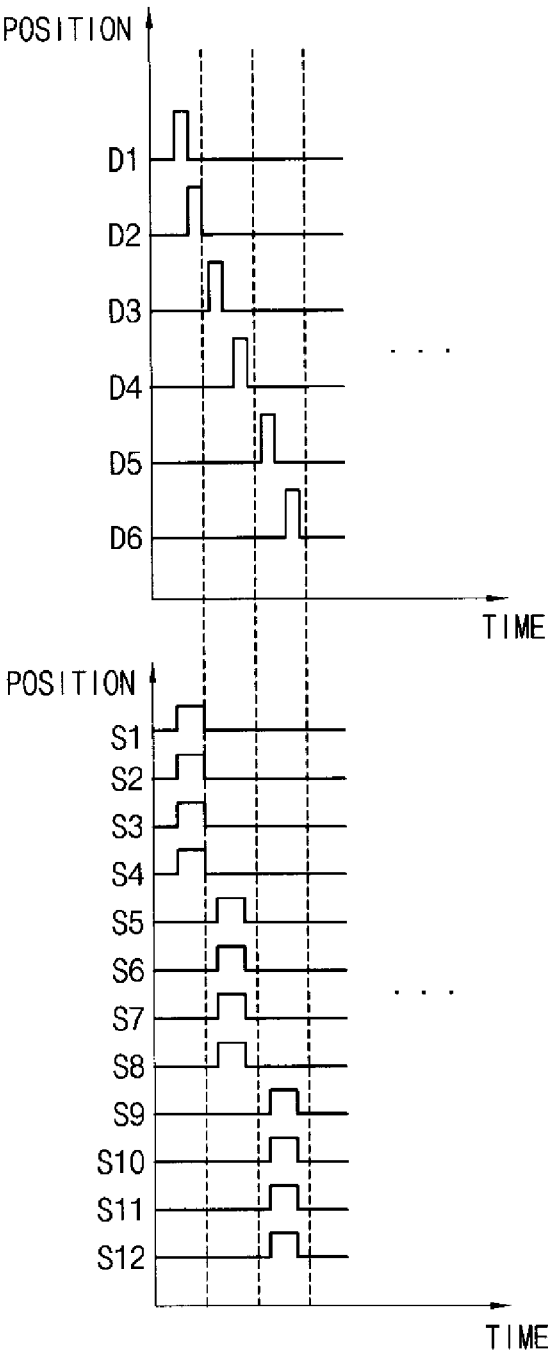 POSITION
D1
D2
D3
. . .
D4
D5
D6
TIME
POSITION
S1
S2
S3
S4
S5
S6
. . .
S7
S8
S9
S10
S11
S12
TIME